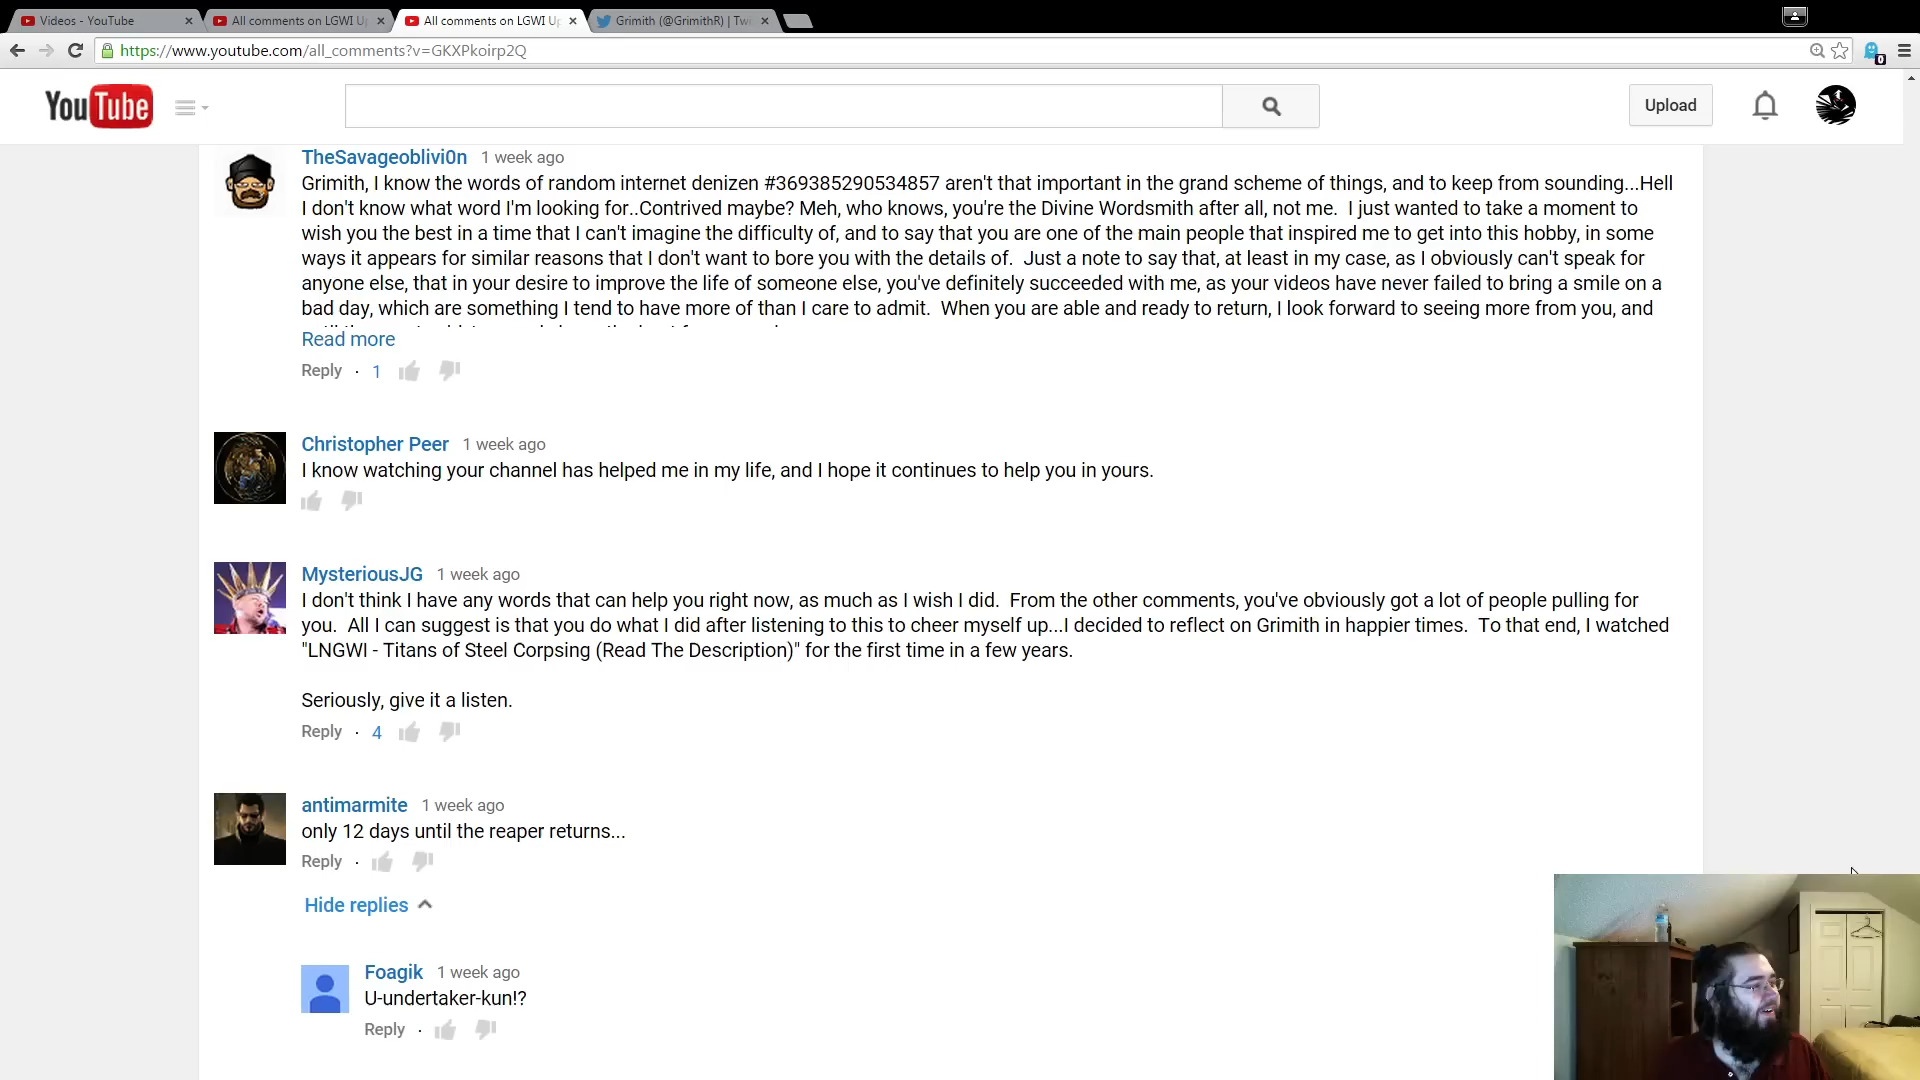 Videos - YouTube
All comments on LGWI Up
All comments on LGWI Up
Grimith (@GrimithR) | Tw
https://www.youtube.com/all_comments?v=GKXPkoirp2Q
0
YouTube
Upload
TheSavageoblivi0n 1 week ago
Grimith, I know the words of random internet denizen #369385290534857 aren't that important in the grand scheme of things, and to keep from sounding...Hell
I don't know what word I'm looking for..Contrived maybe? Meh, who knows, you're the Divine Wordsmith after all, not me.  I just wanted to take a moment to
wish you the best in a time that I can't imagine the difficulty of, and to say that you are one of the main people that inspired me to get into this hobby, in some
ways it appears for similar reasons that I don't want to bore you with the details of.  Just a note to say that, at least in my case, as I obviously can't speak for
anyone else, that in your desire to improve the life of someone else, you've definitely succeeded with me, as your videos have never failed to bring a smile on a
bad day, which are something I tend to have more of than I care to admit.  When you are able and ready to return, I look forward to seeing more from you, and
Read more
Reply · 1
Christopher Peer 1 week ago
I know watching your channel has helped me in my life, and I hope it continues to help you in yours.
MysteriousJG 1 week ago
I don't think I have any words that can help you right now, as much as I wish I did.  From the other comments, you've obviously got a lot of people pulling for
you.  All I can suggest is that you do what I did after listening to this to cheer myself up...I decided to reflect on Grimith in happier times.  To that end, I watched
"LNGWI - Titans of Steel Corpsing (Read The Description)" for the first time in a few years.
Seriously, give it a listen.
Reply · 4
antimarmite 1 week ago
only 12 days until the reaper returns...
Reply ·
Hide replies
Foagik 1 week ago
U-undertaker-kun!?
Reply ·